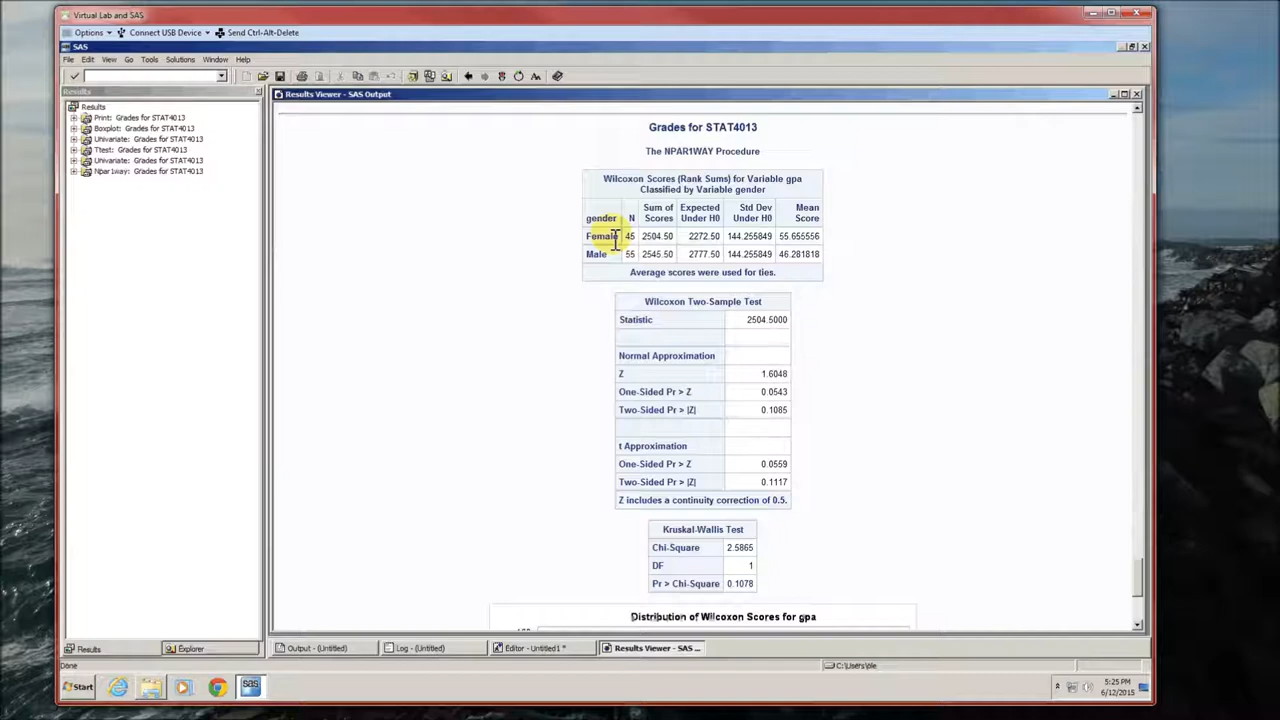 Virtual Lab and SAS
Options Connect USB Device Send Ctrl-Alt-Delete
SAS
File Edit View Go Tools Solutions Window Help
Results
Results
Print: Grades for STAT4013
Boxplot: Grades for STAT4013
Univariate: Grades for STAT4013
Ttest: Grades for STAT4013
Univariate: Grades for STAT4013
Npar1way: Grades for STAT4013
Results Viewer - SAS Output
Grades for STAT4013
The NPAR1WAY Procedure
Wilcoxon Scores (Rank Sums) for Variable gpa
Classified by Variable gender
gender N Sum of Scores Expected Under H0 Std Dev Under H0 Mean Score
Female 45 2504.50 2272.50 144.255849 55.655556
Male 55 2545.50 2777.50 144.255849 46.281818
Average scores were used for ties.
Wilcoxon Two-Sample Test
Statistic 2504.5000
Normal Approximation
Z 1.6048
One-Sided Pr > Z 0.0543
Two-Sided Pr > |Z| 0.1085
t Approximation
One-Sided Pr > Z 0.0559
Two-Sided Pr > |Z| 0.1117
Z includes a continuity correction of 0.5.
Kruskal-Wallis Test
Chi-Square 2.5865
DF 1
Pr > Chi-Square 0.1078
Distribution of Wilcoxon Scores for gpa
Results Explorer
Output - (Untitled) Log - (Untitled) Editor - Untitled1 * Results Viewer - SAS ...
Done
C:\Users\ole
Start
sas
5:25 PM
6/12/2015